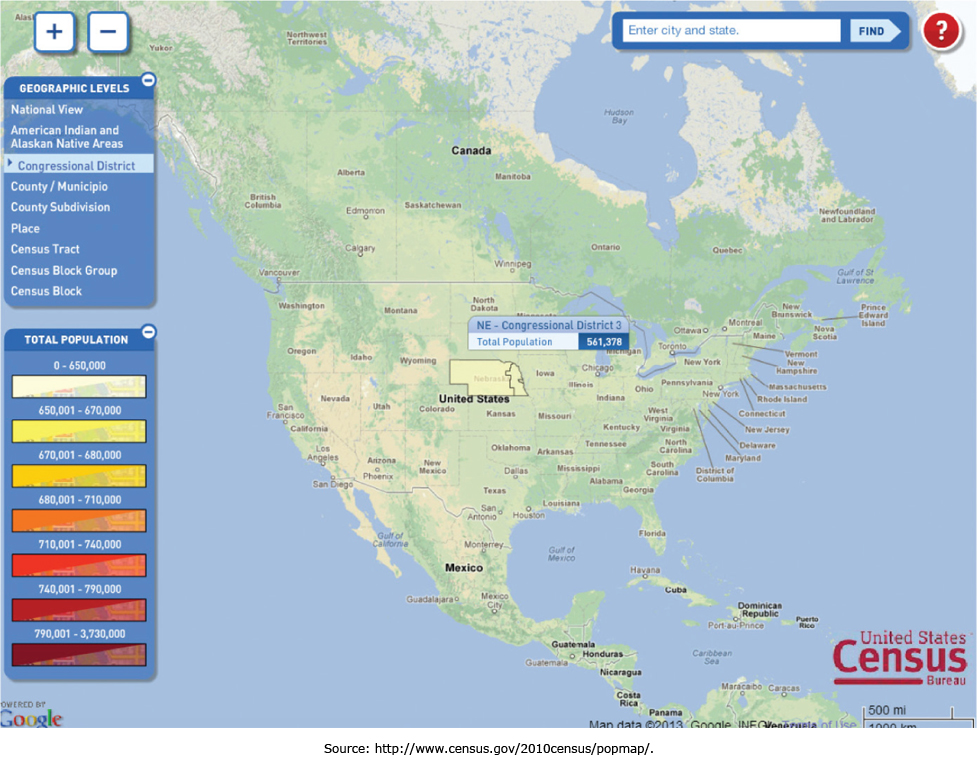 Alas
Yukor
Northwest
Territories
+
−
Enter city and state.
FIND
?
GEOGRAPHIC LEVELS
National View
American Indian and
Alaskan Native Areas
Congressional District
County / Municipio
County Subdivision
Place
Census Tract
Census Block Group
Census Block
TOTAL POPULATION
0 - 650,000
650,001 - 670,000
670,001 - 680,000
680,001 - 710,000
710,001 - 740,000
740,001 - 790,000
790,001 - 3,730,000
Hudson
Bay
Canada
Alberta
Manitoba
British
Columbia
Edmonton
Saskatchewan
Newfoundland
and Labrador
Calgary
Ontario
Quebec
Winnipeg
Vancouver
Gulf of St
Lawrence
Washington
Montana
North
Dakota
NE - Congressional District 3
Total Population
561,378
Michigan
Ottawa
Montreal
Maine
New
Brunswick
Prince
Edward
Island
Nova
Scotia
Toronto
Oregon
Idaho
Wyoming
Nebraska
Iowa
Chicago
New York
Vermont
New
Hampshire
Massachusetts
Rhode Island
Connecticut
New Jersey
Delaware
Maryland
District of
Columbia
Illinois
Indiana
Ohio
Pennsylvania
New York
United States
Nevada
Utah
Colorado
Kansas
Missouri
West
Virginia
Virginia
Kentucky
San
Francisco
California
Los
Angeles
San Diego
Arizona
Phoenix
New
Mexico
Oklahoma
Arkansas
Tennessee
North
Carolina
South
Carolina
Dallas
Mississippi
Alabama
Georgia
Texas
San
Antonio
Houston
Louisiana
Florida
Gulf of
California
Monterrey
Gulf of
Mexico
Mexico
Havana
Cuba
Guadalajara
Mexico
City
Dominican
Republic
Port-au-Prince
Puerto
Rico
Guatemala
Honduras
Guatemala
Nicaragua
Caribbean
Sea
Costa
Rica
Panama
Maracaibo
Caracas
United States
Census
Bureau
OWERED BY
Google
Map data ©2013 Google, INEGI
Venezuela
Terms of Use
500 mi
1000 km
Source: http://www.census.gov/2010census/popmap/.